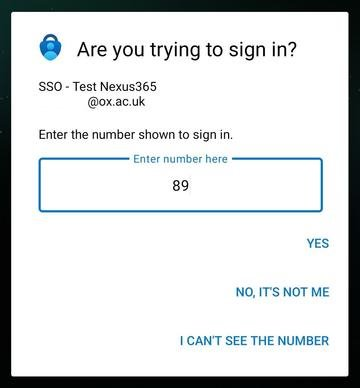 Are you trying to sign in?
SSO - Test Nexus365
@ox.ac.uk
Enter the number shown to sign in.
Enter number here
89
YES
NO, IT'S NOT ME
I CAN'T SEE THE NUMBER